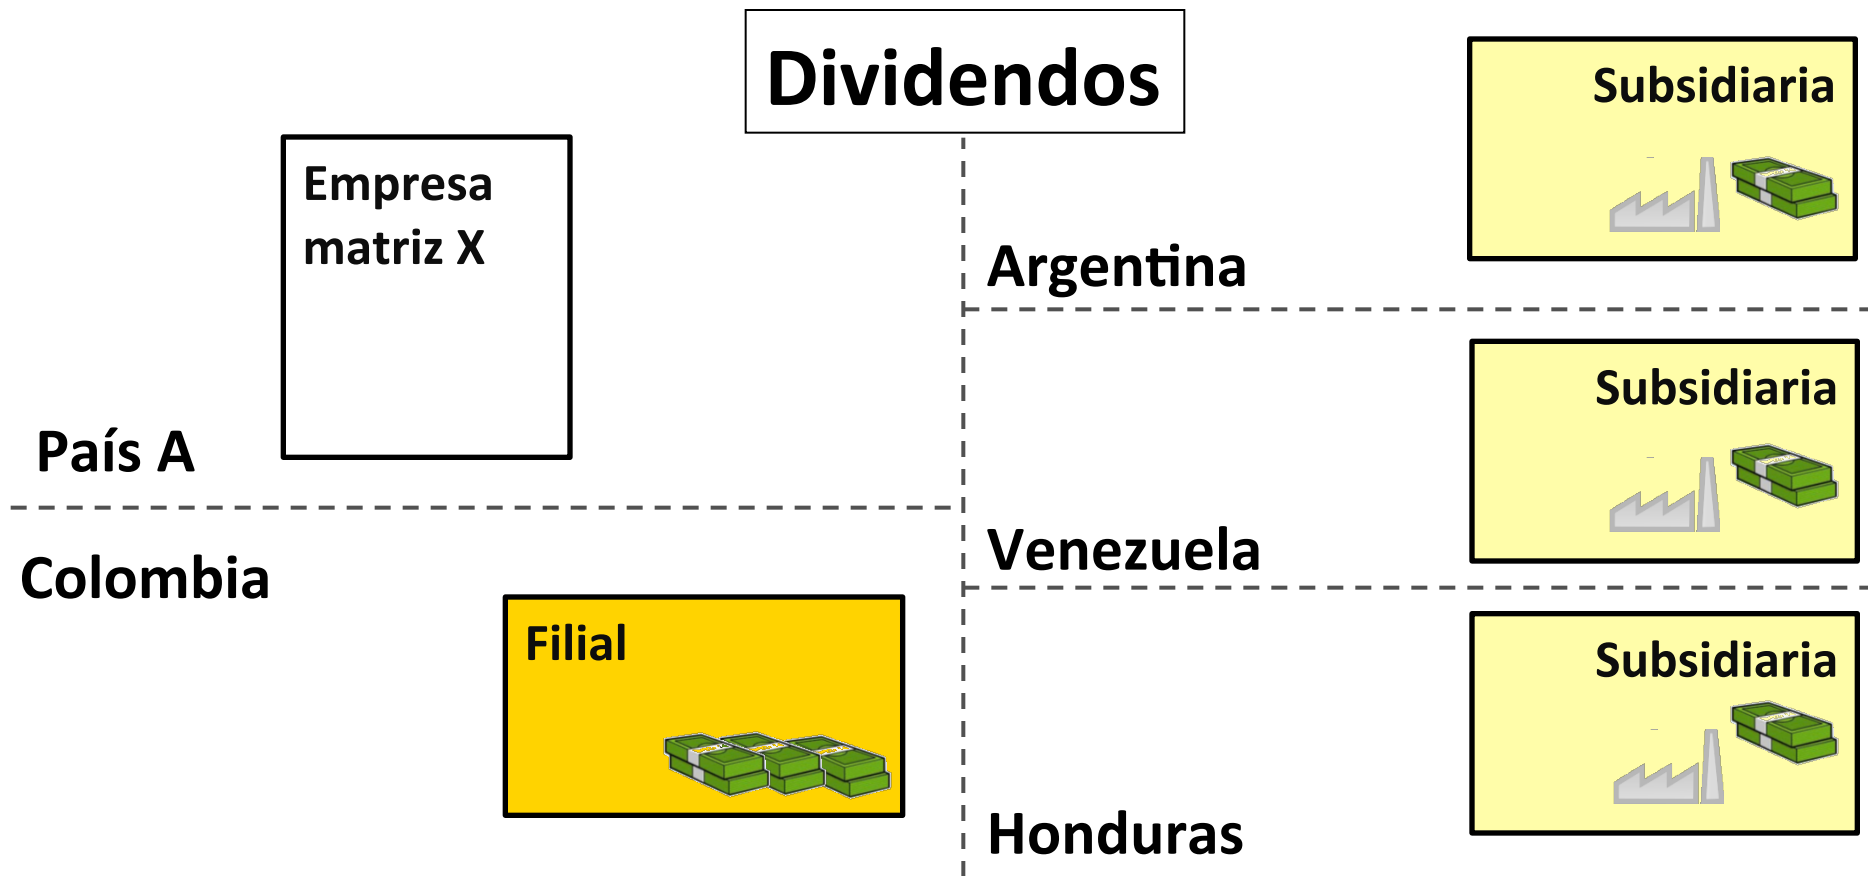 Dividendos
Empresa
matriz X
País A
Colombia
Filial
Subsidiaria
Argentina
Subsidiaria
Venezuela
Subsidiaria
Honduras